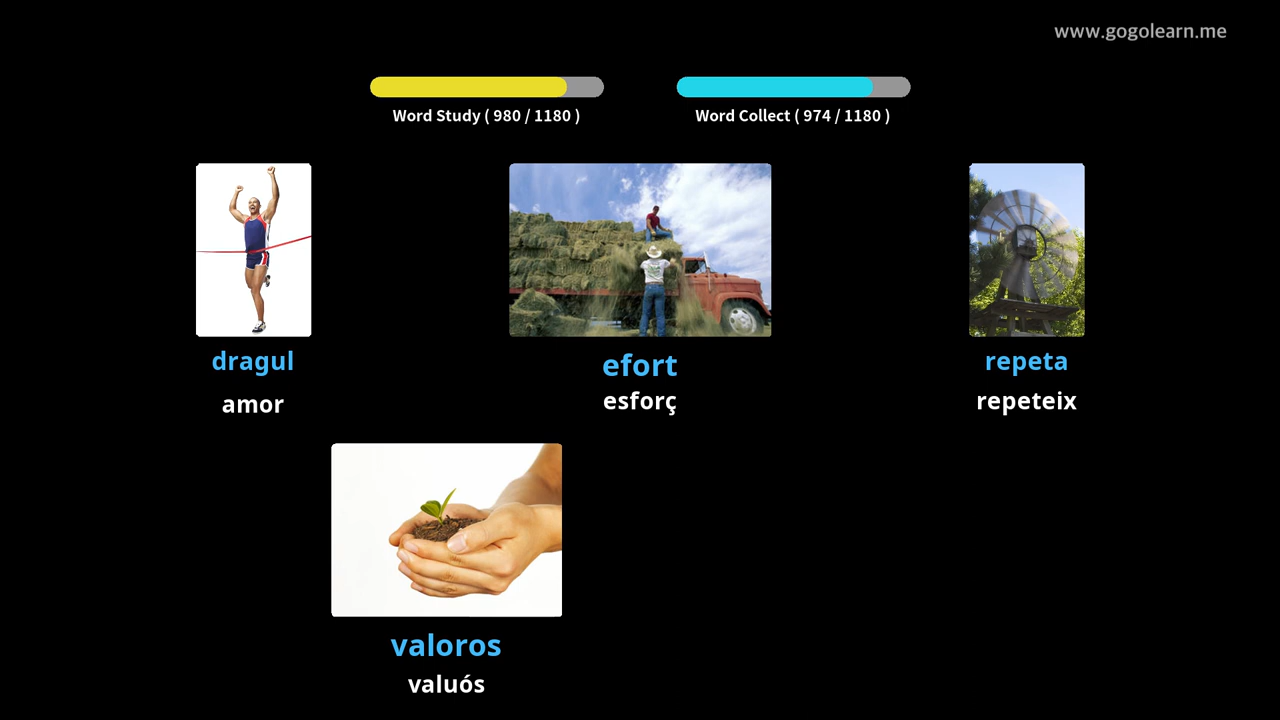 www.gogolearn.me
Word Study ( 980 / 1180 )
Word Collect ( 974 / 1180 )
dragul
amor
efort
esforç
repeta
repeteix
valoros
valuós